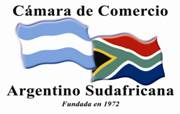 Cámara de Comercio
Argentino Sudafricana
Fundada en 1972